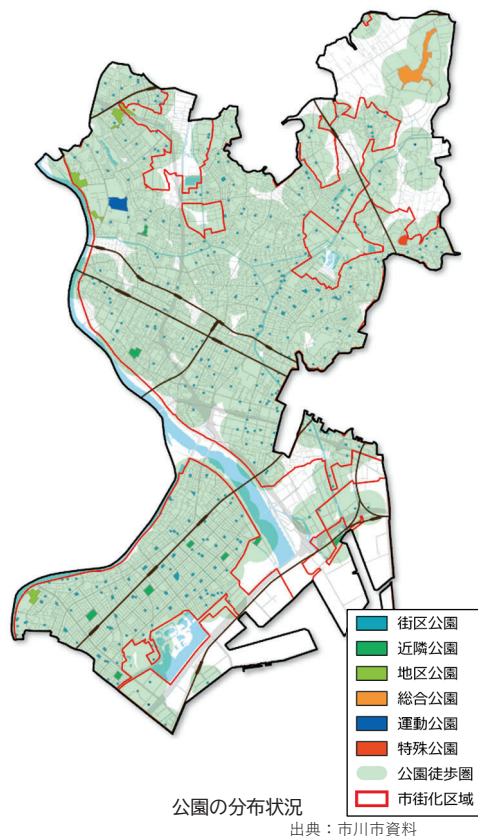 街区公園
近隣公園
地区公園
総合公園
運動公園
特殊公園
公園徒歩圏
市街化区域
公園の分布状況
出典：市川市資料